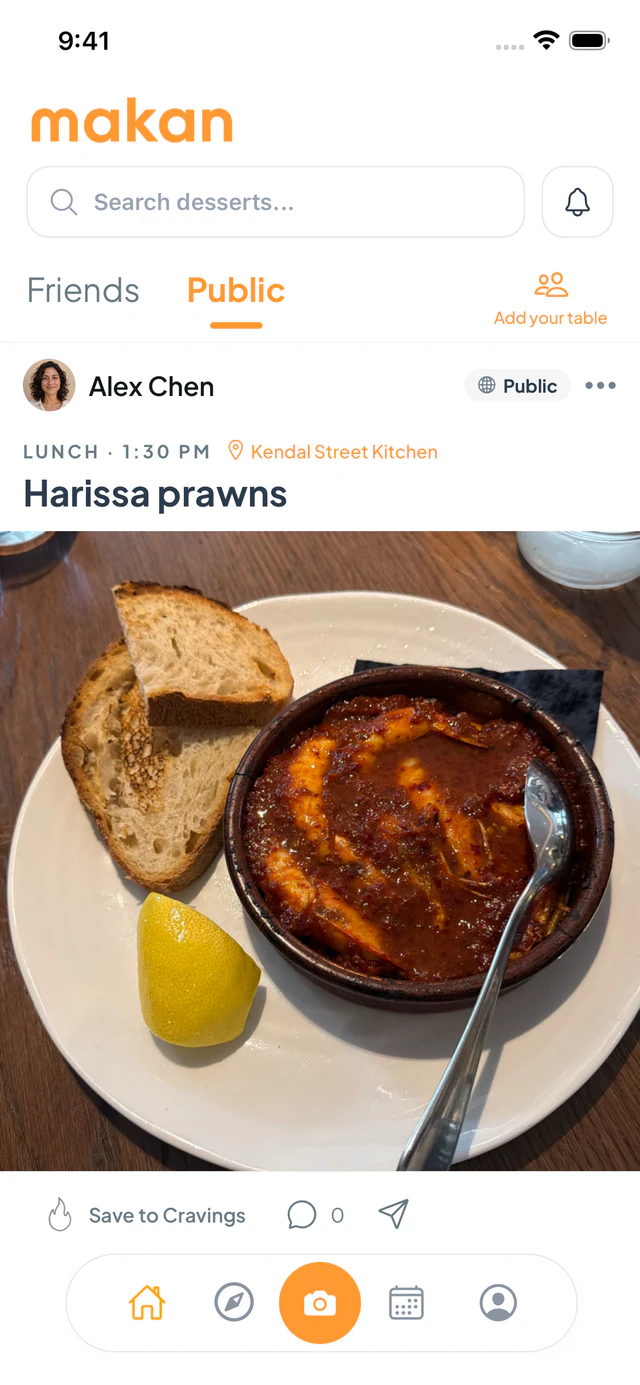 9:41
makan
Search desserts...
Friends Public
Add your table
Alex Chen Public
LUNCH · 1:30 PM Kendal Street Kitchen
Harissa prawns
Save to Cravings 0